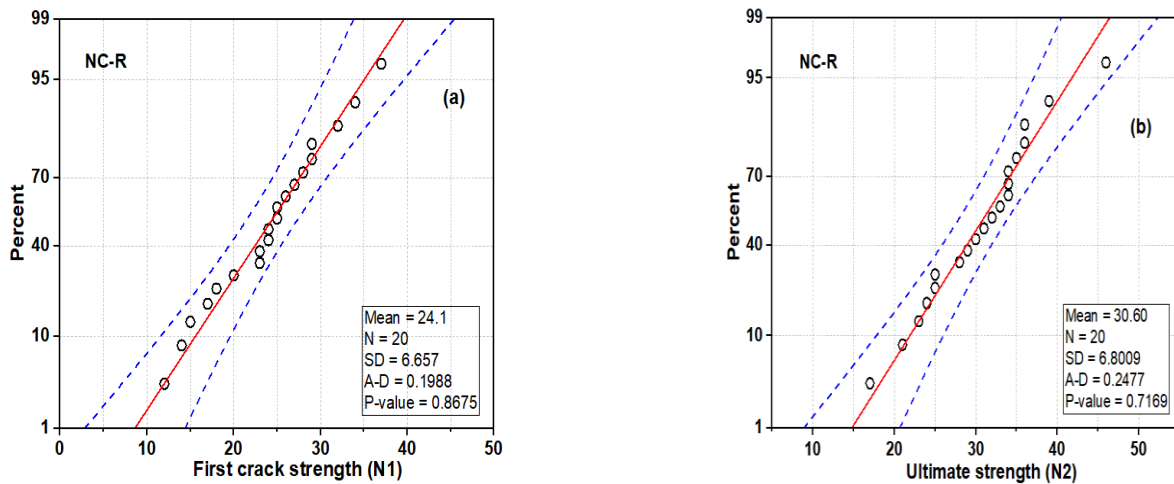 99
95
70
40
10
1
Percent
NC-R
(a)
Mean = 24.1
N = 20
SD = 6.657
A-D = 0.1988
P-value = 0.8675
0 10 20 30 40 50
First crack strength (N1)
99
95
70
40
10
1
Percent
NC-R
(b)
Mean = 30.60
N = 20
SD = 6.8009
A-D = 0.2477
P-value = 0.7169
10 20 30 40 50
Ultimate strength (N2)